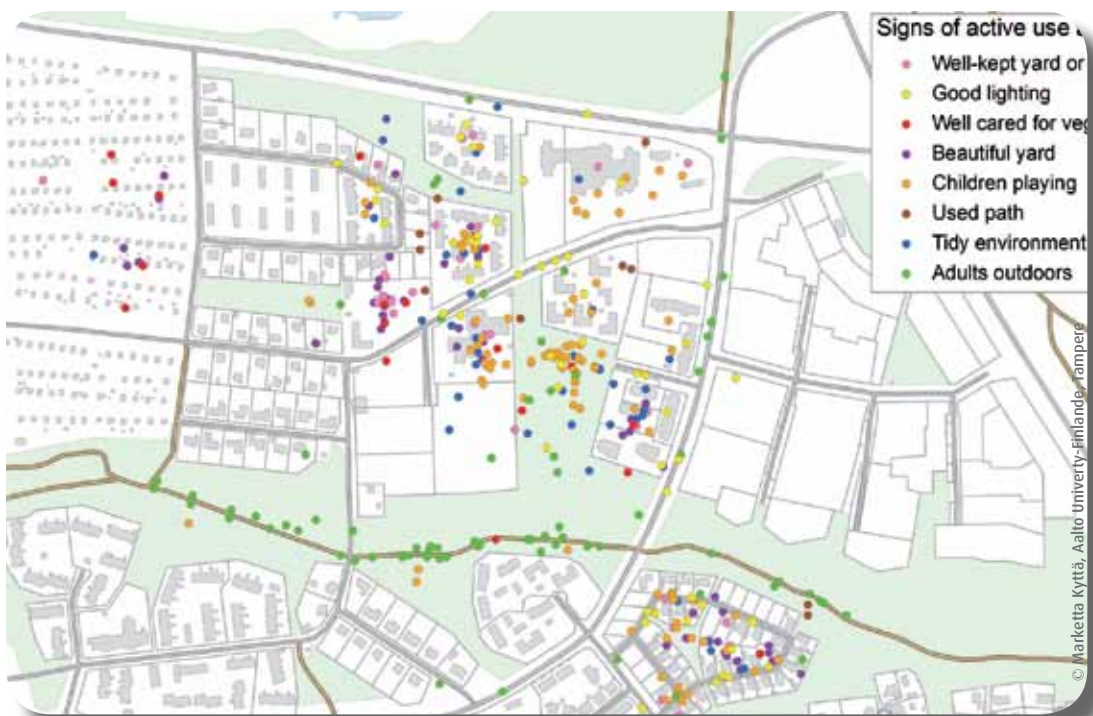 Signs of active use
Well-kept yard or
Good lighting
Well cared for veg
Beautiful yard
Children playing
Used path
Tidy environment
Adults outdoors
© Marketta Kyttä, Aalto Univerty-Finlande, Tampere